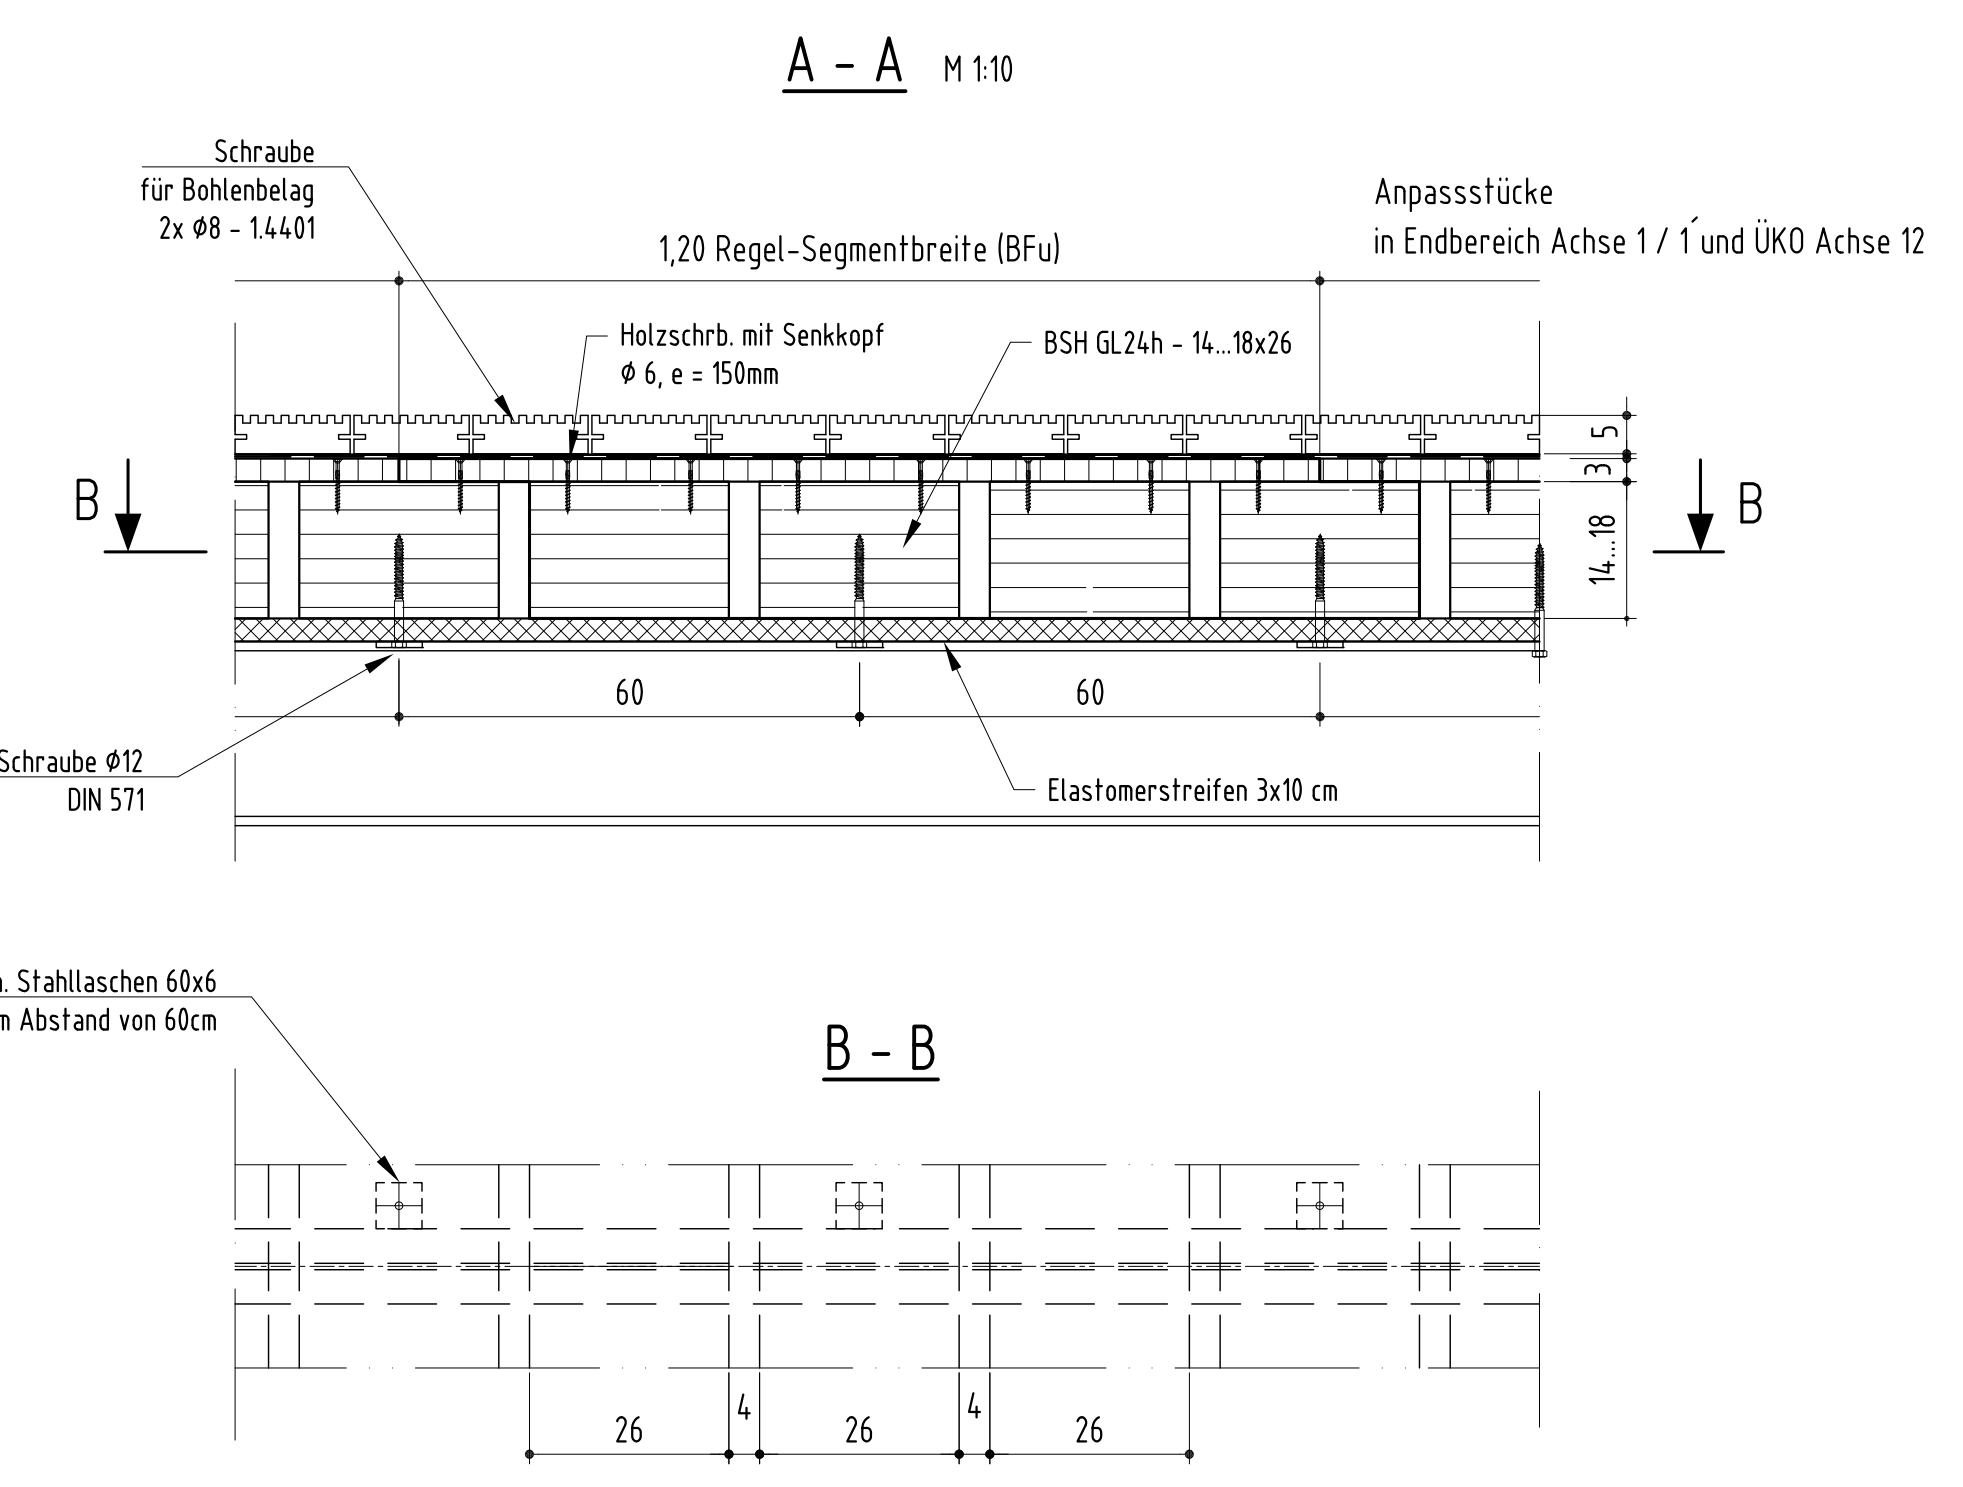 A - A M 1:10
Schraube
für Bohlenbelag
2x Ø8 - 1.4401
Anpassstücke
in Endbereich Achse 1 / 1´und ÜKO Achse 12
1,20 Regel-Segmentbreite (BFu)
Holzschrb. mit Senkkopf
Ø 6, e = 150mm
BSH GL24h - 14...18x26
5
3
14...18
B
B
60
60
Schraube Ø12
DIN 571
Elastomerstreifen 3x10 cm
. Stahllaschen 60x6
m Abstand von 60cm
B - B
26
4
26
4
26